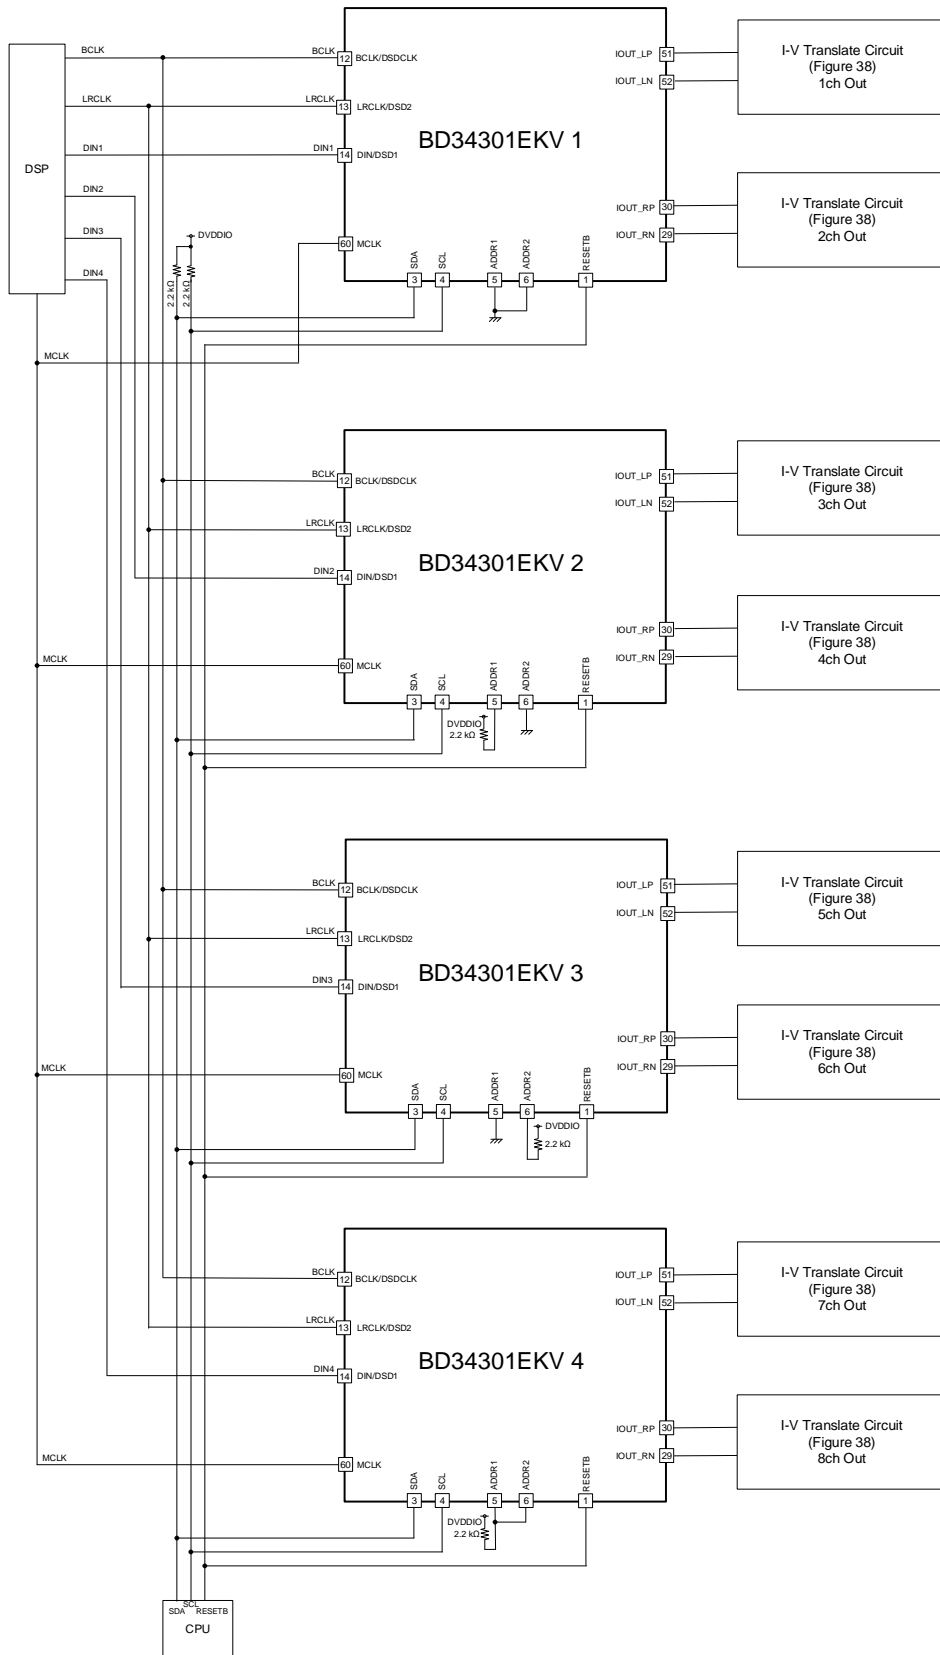 DSP
BCLK
LRCLK
DIN1
DIN2
DIN3
DIN4
MCLK
DVDDIO
2.2 kΩ
2.2 kΩ
BD34301EKV 1
BCLK
12 BCLK/DSDCLK
LRCLK
13 LRCLK/DSD2
DIN1
14 DIN/DSD1
60 MCLK
SDA
3
SCL
4
ADDR1
5
ADDR2
6
RESETB
1
IOUT_LP 51
IOUT_LN 52
IOUT_RP 30
IOUT_RN 29
I-V Translate Circuit
(Figure 38)
1ch Out
I-V Translate Circuit
(Figure 38)
2ch Out
BD34301EKV 2
BCLK
12 BCLK/DSDCLK
LRCLK
13 LRCLK/DSD2
DIN2
14 DIN/DSD1
MCLK
60 MCLK
SDA
3
SCL
4
ADDR1
5
ADDR2
6
RESETB
1
DVDDIO
2.2 kΩ
IOUT_LP 51
IOUT_LN 52
IOUT_RP 30
IOUT_RN 29
I-V Translate Circuit
(Figure 38)
3ch Out
I-V Translate Circuit
(Figure 38)
4ch Out
BD34301EKV 3
BCLK
12 BCLK/DSDCLK
LRCLK
13 LRCLK/DSD2
DIN3
14 DIN/DSD1
MCLK
60 MCLK
SDA
3
SCL
4
ADDR1
5
ADDR2
6
RESETB
1
DVDDIO
2.2 kΩ
IOUT_LP 51
IOUT_LN 52
IOUT_RP 30
IOUT_RN 29
I-V Translate Circuit
(Figure 38)
5ch Out
I-V Translate Circuit
(Figure 38)
6ch Out
BD34301EKV 4
BCLK
12 BCLK/DSDCLK
LRCLK
13 LRCLK/DSD2
DIN4
14 DIN/DSD1
MCLK
60 MCLK
SDA
3
SCL
4
ADDR1
5
ADDR2
6
RESETB
1
DVDDIO
2.2 kΩ
IOUT_LP 51
IOUT_LN 52
IOUT_RP 30
IOUT_RN 29
I-V Translate Circuit
(Figure 38)
7ch Out
I-V Translate Circuit
(Figure 38)
8ch Out
SDA SCL RESETB
CPU